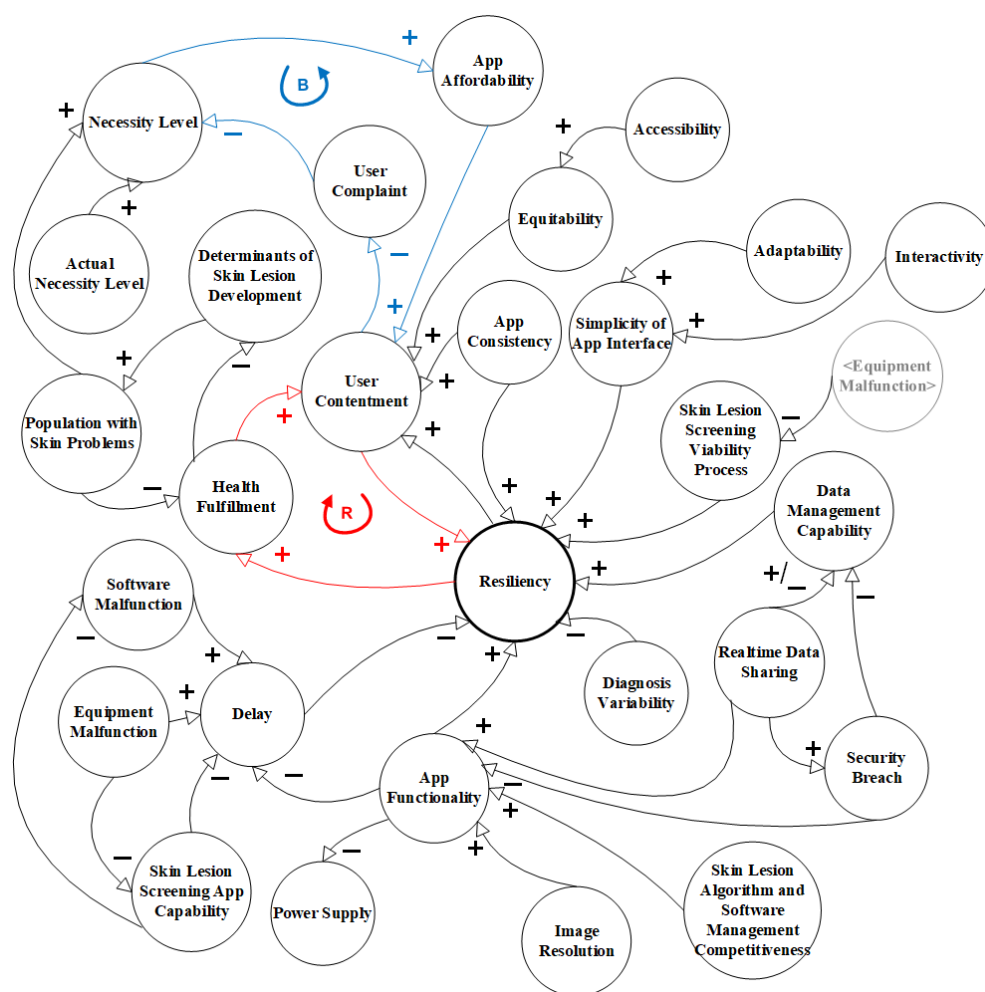 +
App
Affordability
B
+
Necessity Level
−
+
Accessibility
User
Complaint
+
Equitability
Actual
Necessity Level
Determinants of
Skin Lesion
Development
−
+
Adaptability
Interactivity
+
+
App
Consistency
Simplicity of
App Interface
+
+
<Equipment
Malfunction>
+
−
User
Contentment
+
+
+
Population with
Skin Problems
Skin Lesion
Screening
Viability
Process
−
−
Health
Fulfillment
R
+
+
+
Data
Management
Capability
+
+
Resiliency
+
+/−
−
Software
Malfunction
−
−
−
+
+
Realtime Data
Sharing
Equipment
Malfunction
+
Delay
Diagnosis
Variability
+
+
Security
Breach
−
−
App
Functionality
−
+
−
+
−
Skin Lesion
Screening App
Capability
Power Supply
Image
Resolution
Skin Lesion
Algorithm and
Software
Management
Competitiveness